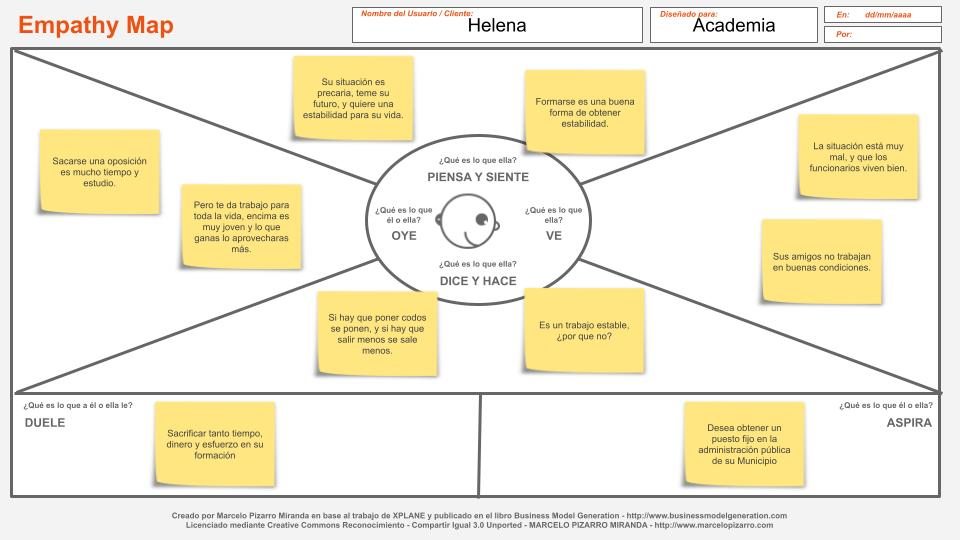 Empathy Map
Nombre del Usuario / Cliente:
Helena
Diseñado para:
Academia
En: dd/mm/aaaa
Por:
Su situación es
precaria, teme su
futuro, y quiere una
estabilidad para su vida.
Formarse es una buena
forma de obtener
estabilidad.
Sacarse una oposición
es mucho tiempo y
estudio.
Pero te da trabajo para
toda la vida, encima es
muy joven y lo que
ganas lo aprovecharas
más.
La situación está muy
mal, y que los
funcionarios viven bien.
Sus amigos no trabajan
en buenas condiciones.
¿Qué es lo que ella?
PIENSA Y SIENTE
¿Qué es lo que
él o ella?
OYE
¿Qué es lo que
ella?
VE
¿Qué es lo que ella?
DICE Y HACE
Si hay que poner codos
se ponen, y si hay que
salir menos se sale
menos.
Es un trabajo estable,
¿por que no?
¿Qué es lo que a él o ella le?
DUELE
Sacrificar tanto tiempo,
dinero y esfuerzo en su
formación
Desea obtener un
puesto fijo en la
administración pública
de su Municipio
¿Qué es lo que él o ella?
ASPIRA
Creado por Marcelo Pizarro Miranda en base al trabajo de XPLANE y publicado en el libro Business Model Generation - http://www.businessmodelgeneration.com
Licenciado mediante Creative Commons Reconocimiento - Compartir Igual 3.0 Unported - MARCELO PIZARRO MIRANDA - http://www.marcelopizarro.com